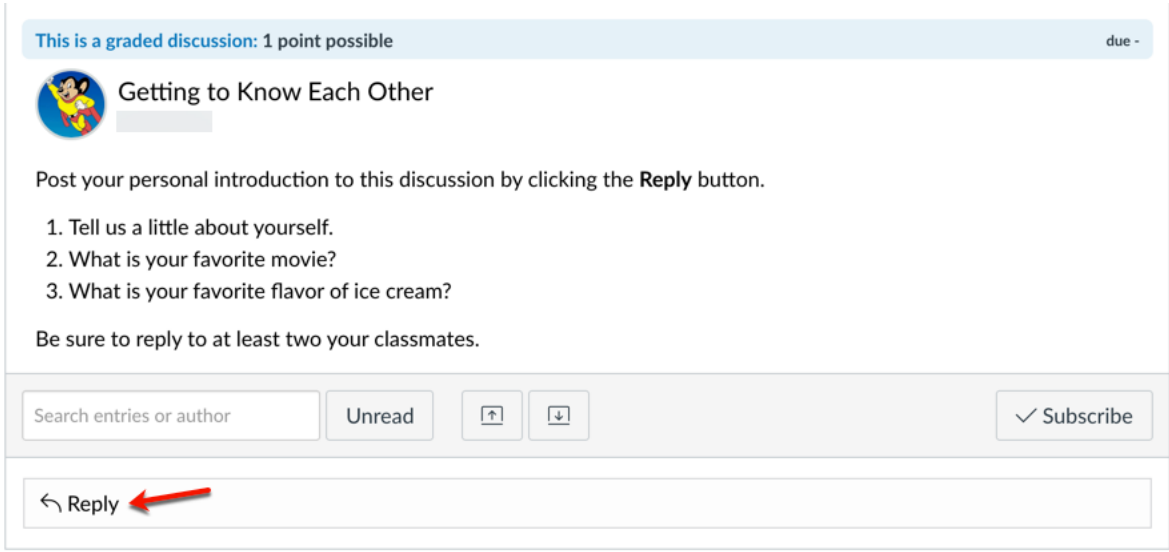 This is a graded discussion: 1 point possible due -
Getting to Know Each Other
Post your personal introduction to this discussion by clicking the Reply button.
1. Tell us a little about yourself.
2. What is your favorite movie?
3. What is your favorite flavor of ice cream?
Be sure to reply to at least two your classmates.
Search entries or author Unread Subscribe
Reply